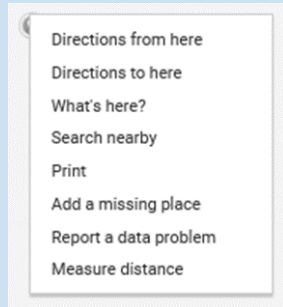 Directions from here
Directions to here
What's here?
Search nearby
Print
Add a missing place
Report a data problem
Measure distance